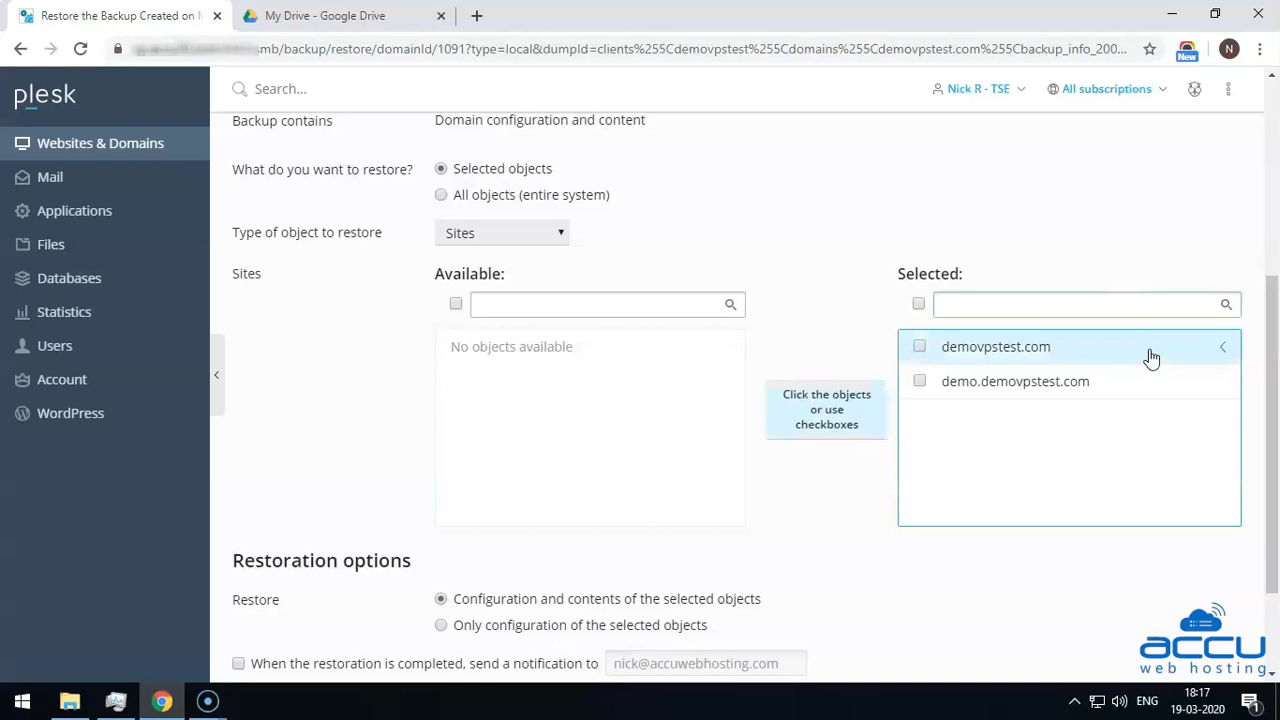 Restore the Backup Created on M
My Drive - Google Drive
smb/backup/restore/domainId/1091?type=local&dumpId=clients%255Cdemovpstest%255Cdomains%255Cdemovpstest.com%255Cbackup_info_200...
New
N
plesk
Search...
Nick R - TSE
All subscriptions
Websites & Domains
Mail
Applications
Files
Databases
Statistics
Users
Account
WordPress
Backup contains
Domain configuration and content
What do you want to restore?
Selected objects
All objects (entire system)
Type of object to restore
Sites
Sites
Available:
Selected:
No objects available
Click the objects
or use
checkboxes
demovpstest.com
demo.demovpstest.com
Restoration options
Restore
Configuration and contents of the selected objects
Only configuration of the selected objects
When the restoration is completed, send a notification to
nick@accuwebhosting.com
accu
web hosting
ENG
18:17
19-03-2020
1